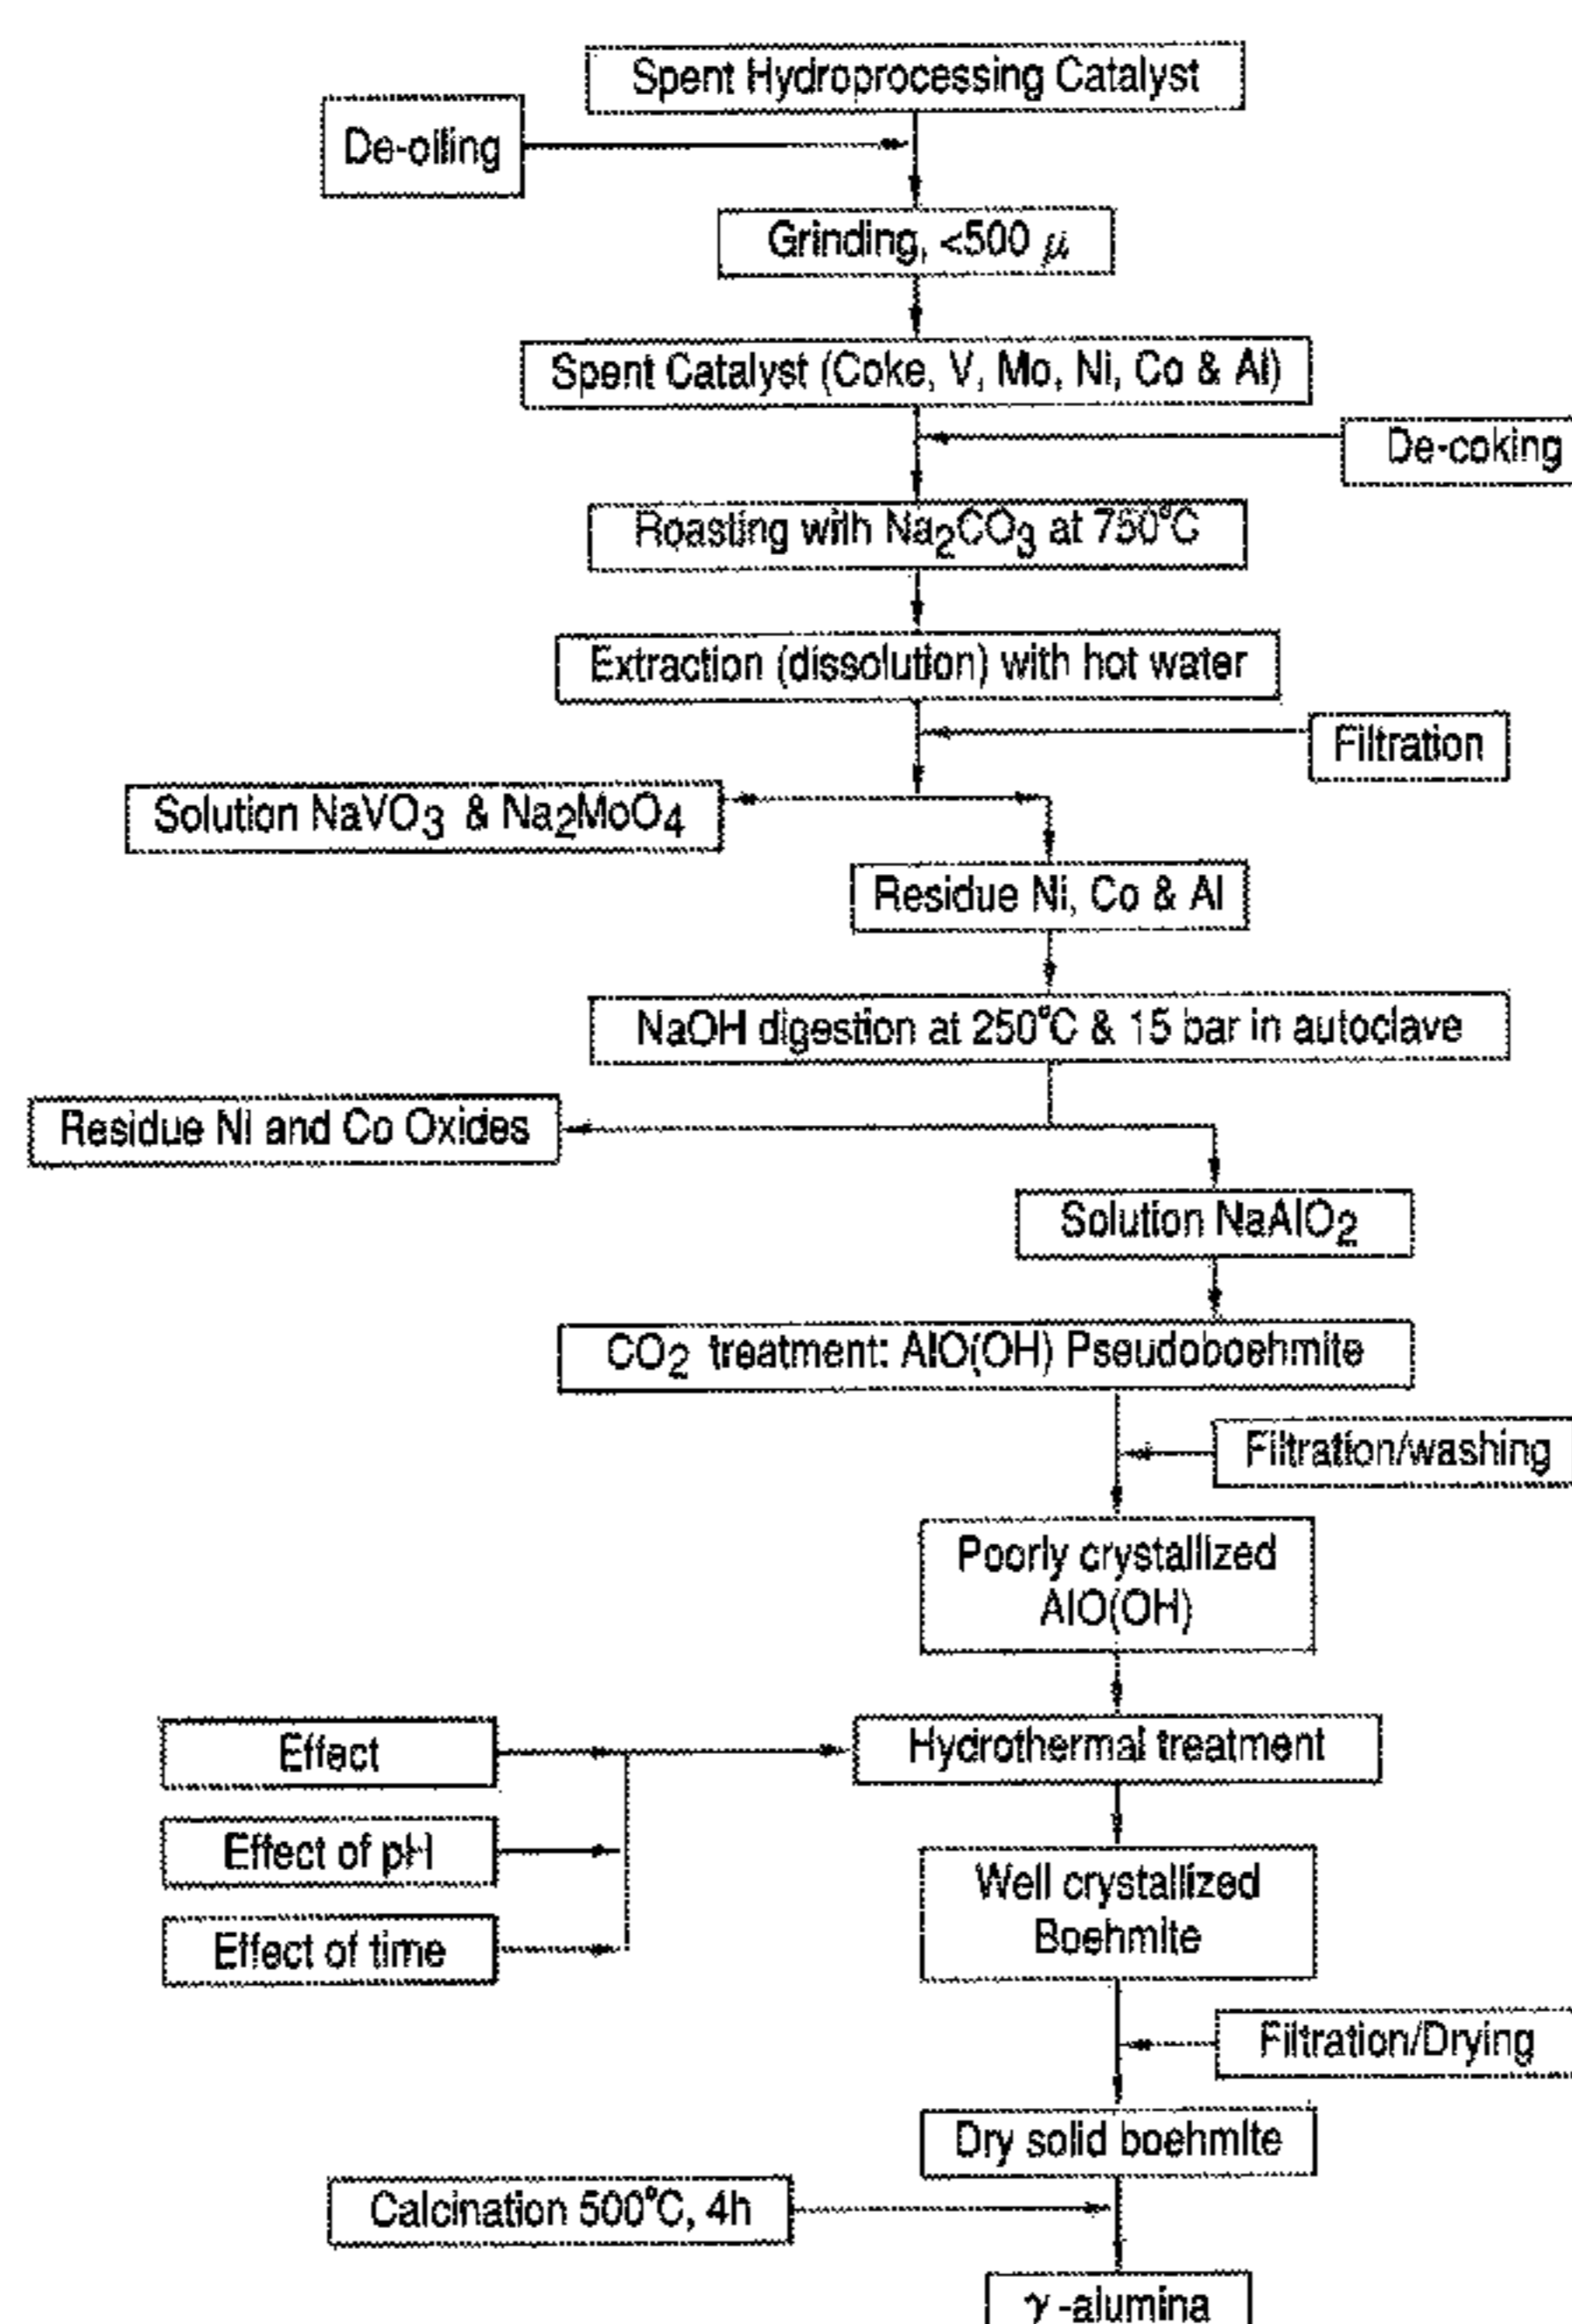 Spent Hydroprocessing Catalyst
De-oiling
Grinding, <500 μ
Spent Catalyst (Coke, V, Mo, Ni, Co & Al)
De-coking
Roasting with Na2CO3 at 750°C
Extraction (dissolution) with hot water
Filtration
Solution NaVO3 & Na2MoO4
Residue Ni, Co & Al
NaOH digestion at 250°C & 15 bar in autoclave
Residue Ni and Co Oxides
Solution NaAlO2
CO2 treatment: AlO(OH) Pseudoboehmite
Filtration/washing
Poorly crystallized
AlO(OH)
Effect
Hydrothermal treatment
Effect of pH
Well crystallized
Boehmite
Effect of time
Filtration/Drying
Dry solid boehmite
Calcination 500°C, 4h
γ-alumina